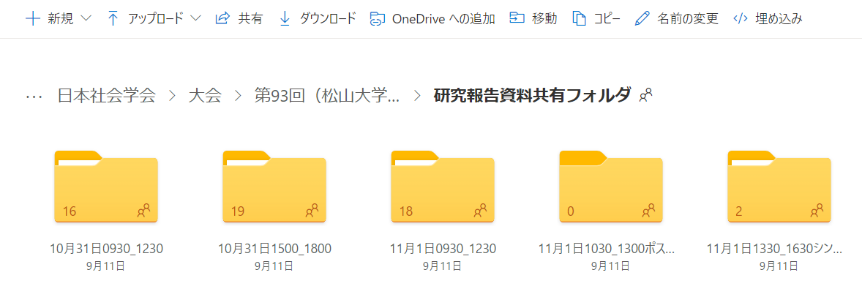 新規 アップロード 共有 ダウンロード OneDrive への追加 移動 コピー 名前の変更 埋め込み
… 日本社会学会 > 大会 > 第93回（松山大学... > 研究報告資料共有フォルダ
16 19 18 0 2
10月31日0930_1230 10月31日1500_1800 11月1日0930_1230 11月1日1030_1300ポス... 11月1日1330_1630シン...
9月11日 9月11日 9月11日 9月11日 9月11日